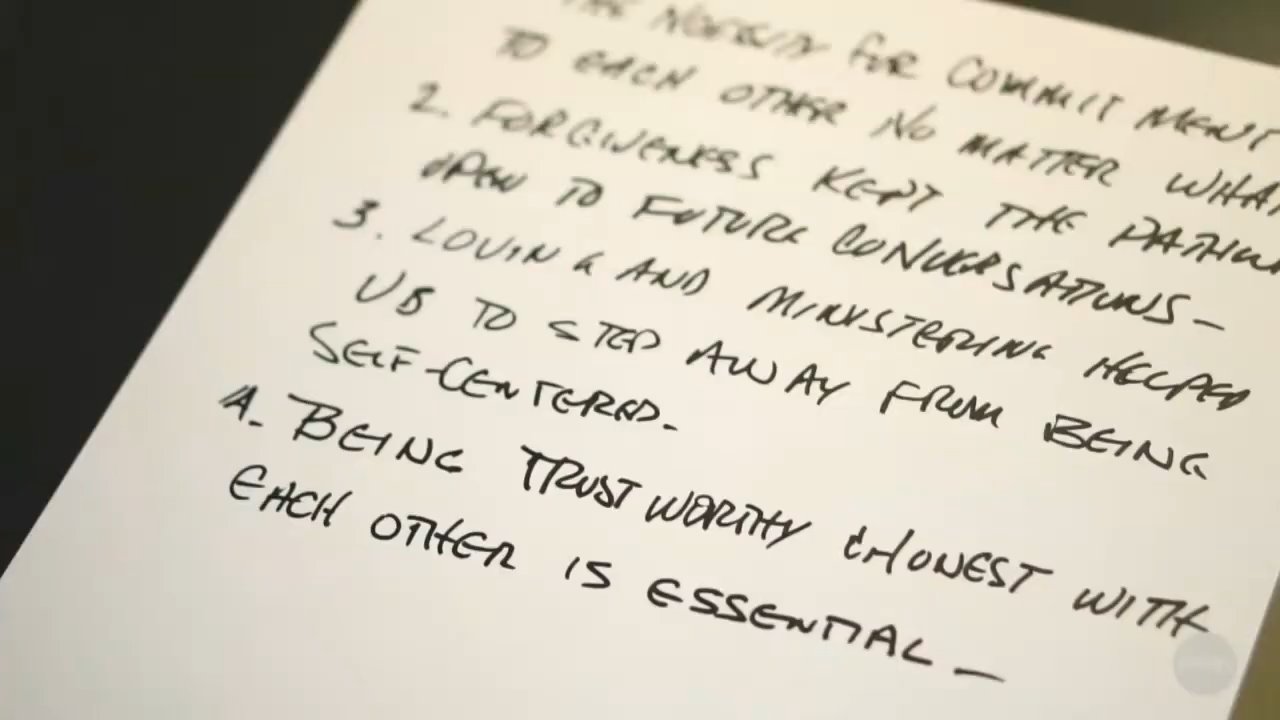 THE NECESSITY FOR COMMITMENT
TO EACH OTHER NO MATTER WHAT
2. FORGIVENESS KEPT THE
OPEN TO FUTURE CONVERSATIONS-
3. LOVING AND MINISTERING HELPED
US TO STEP AWAY FROM BEING
SELF-CENTERED.
4. BEING TRUSTWORTHY & HONEST WITH
EACH OTHER IS ESSENTIAL-